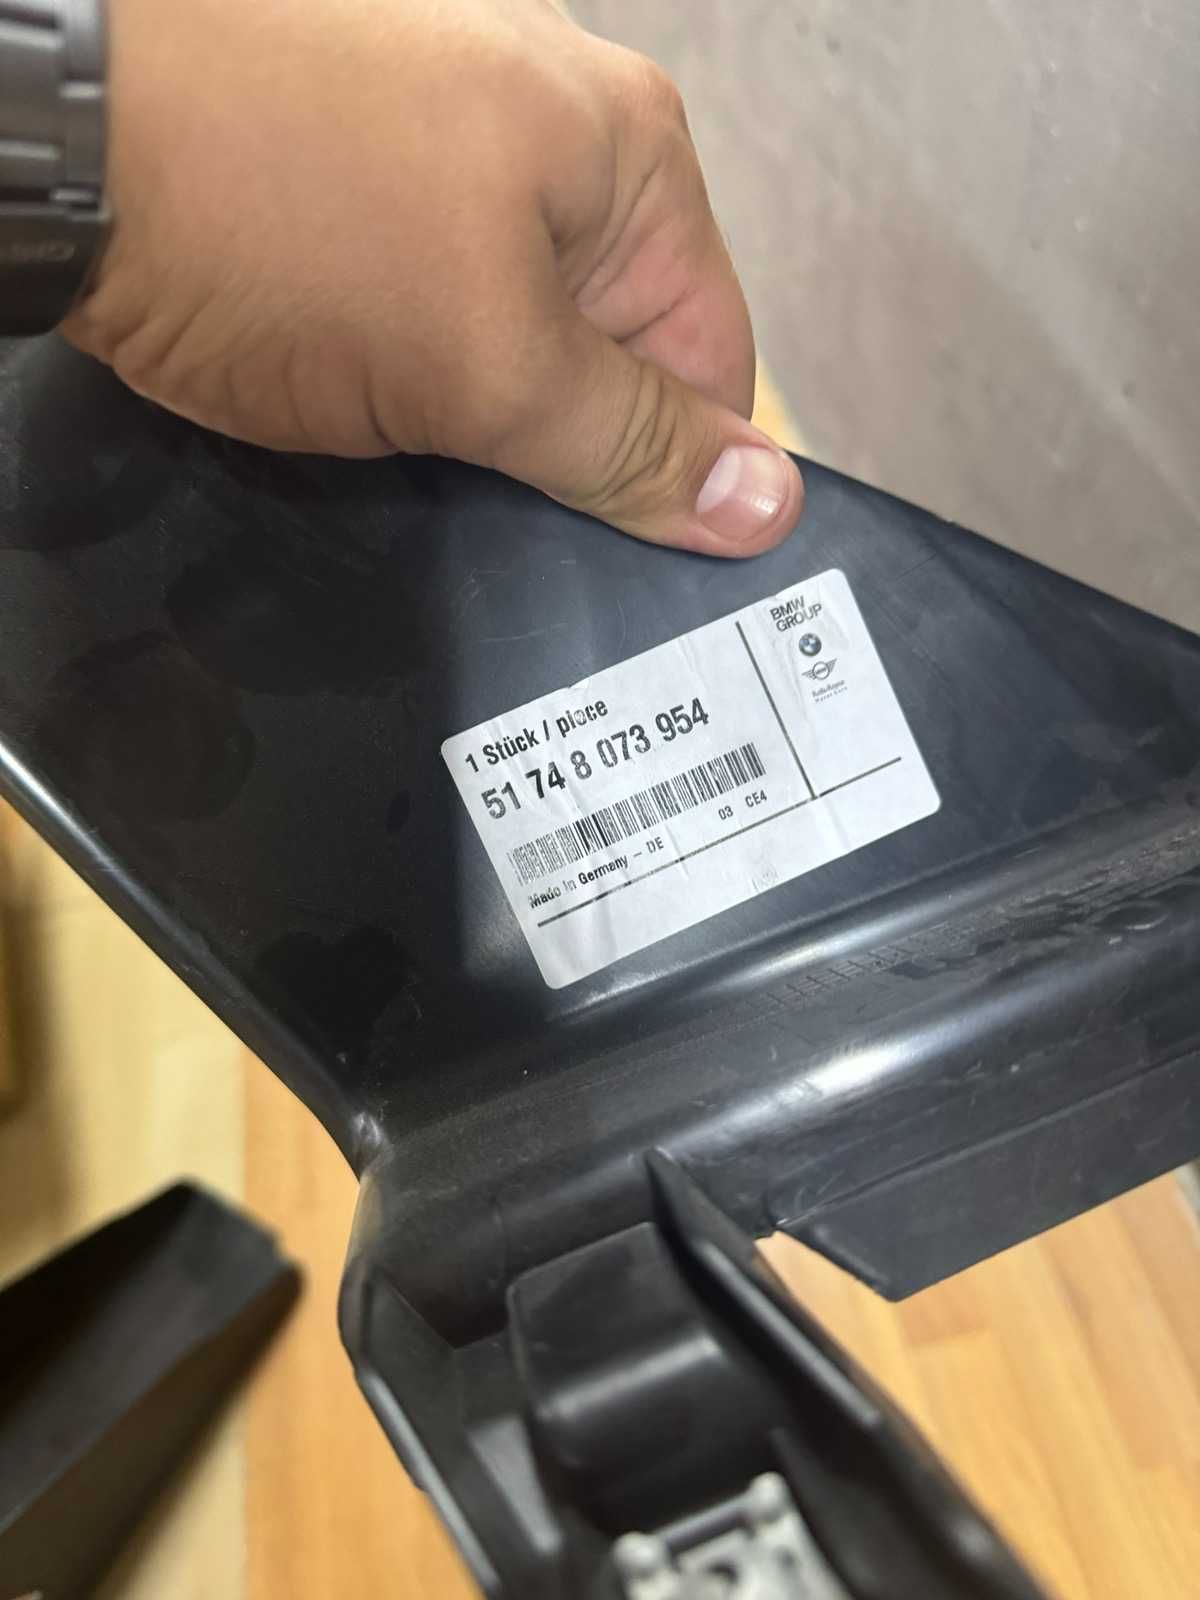 1 Stück / piece
51 74 8 073 954
Made in Germany - DE
03 CE4
BMW
GROUP